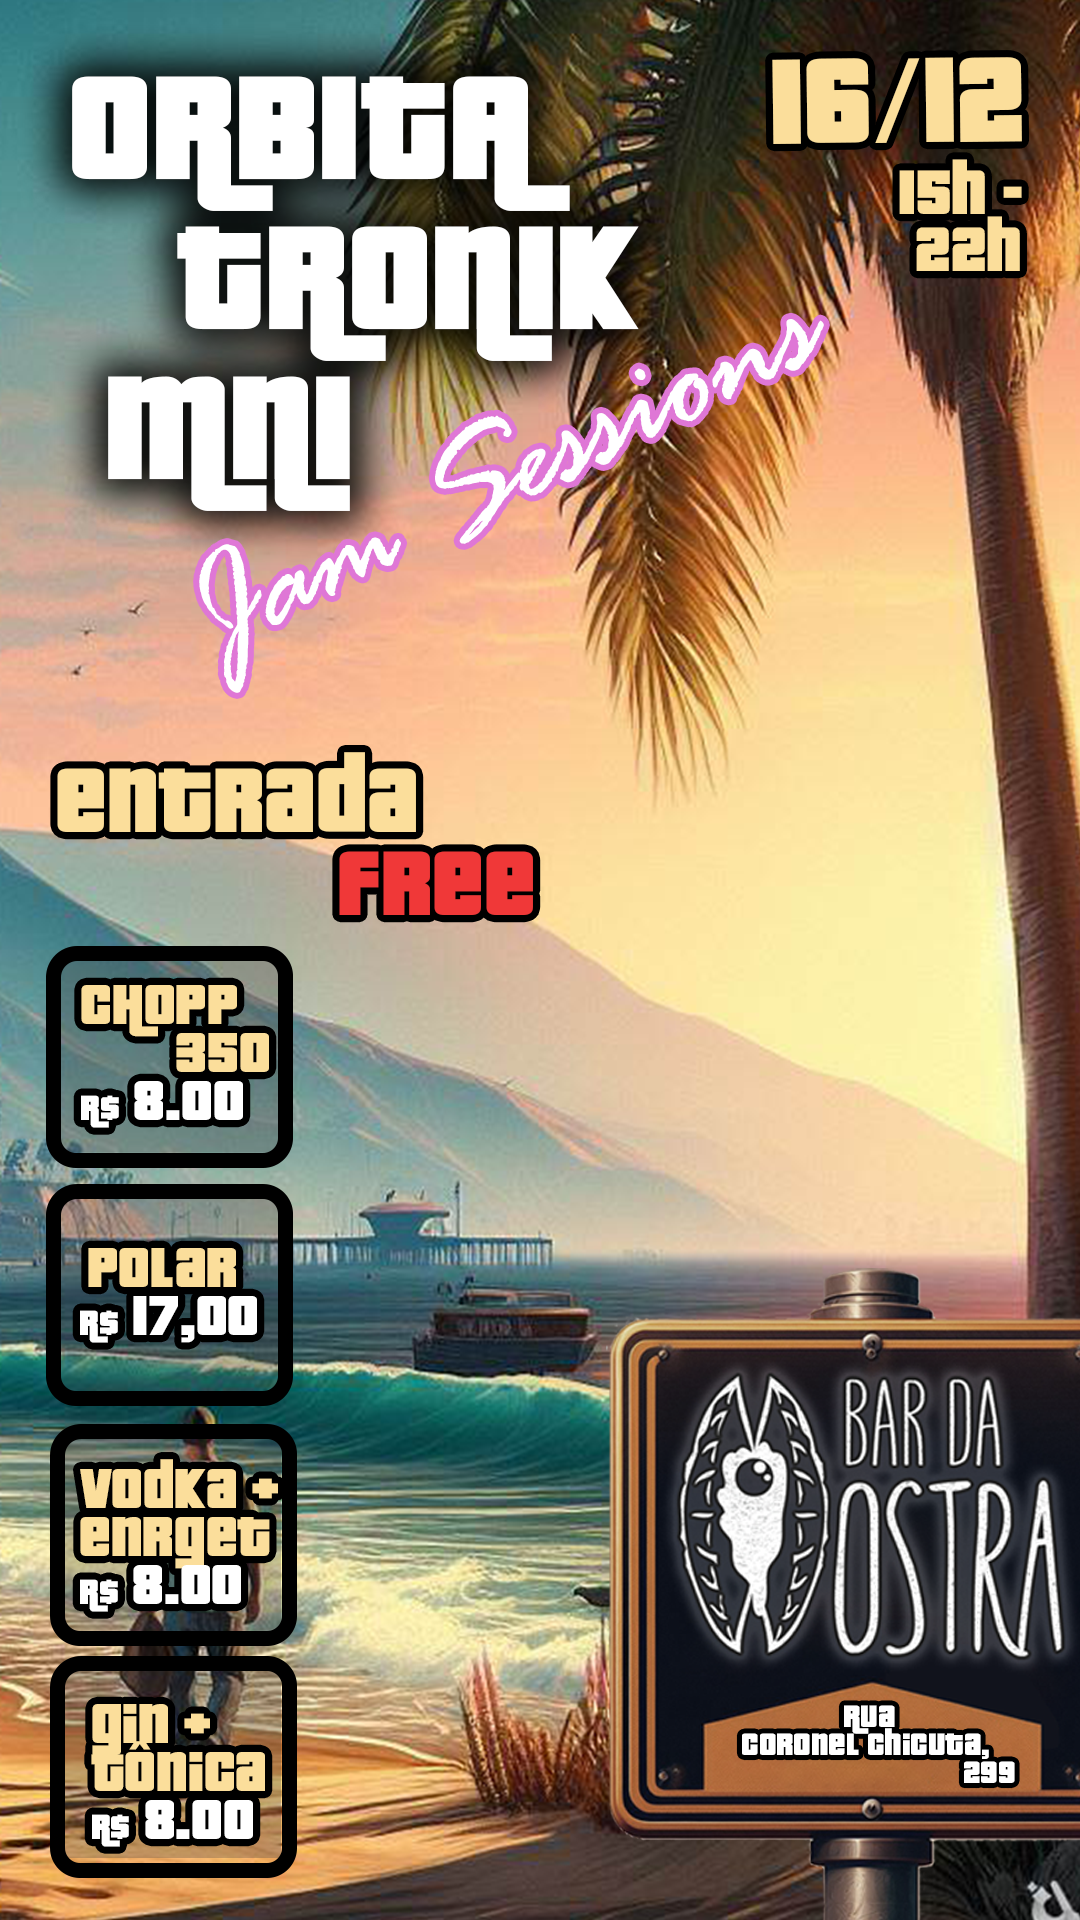 ORBITA
TRONIK
MNI
Jam Sessions
16/12
15h -
22h
entrada
FREE
CHOPP
350
R$ 8.00
POLAR
R$ 17,00
vodka +
enRget
R$ 8.00
gin +
tônica
R$ 8.00
BAR DA
OSTRA
RUA
CORONEL Chicuta,
299